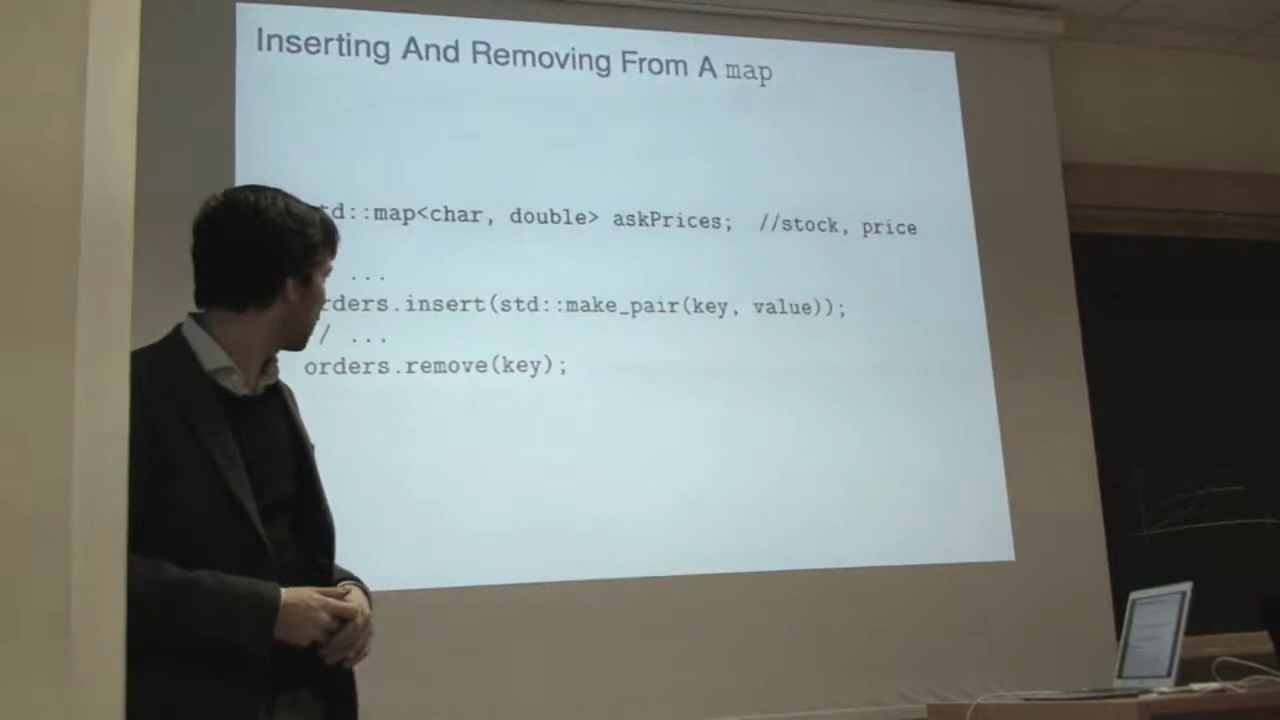 Inserting And Removing From A map
td::map<char, double> askPrices; //stock, price
...
rders.insert(std::make_pair(key, value));
/ ...
orders.remove(key);